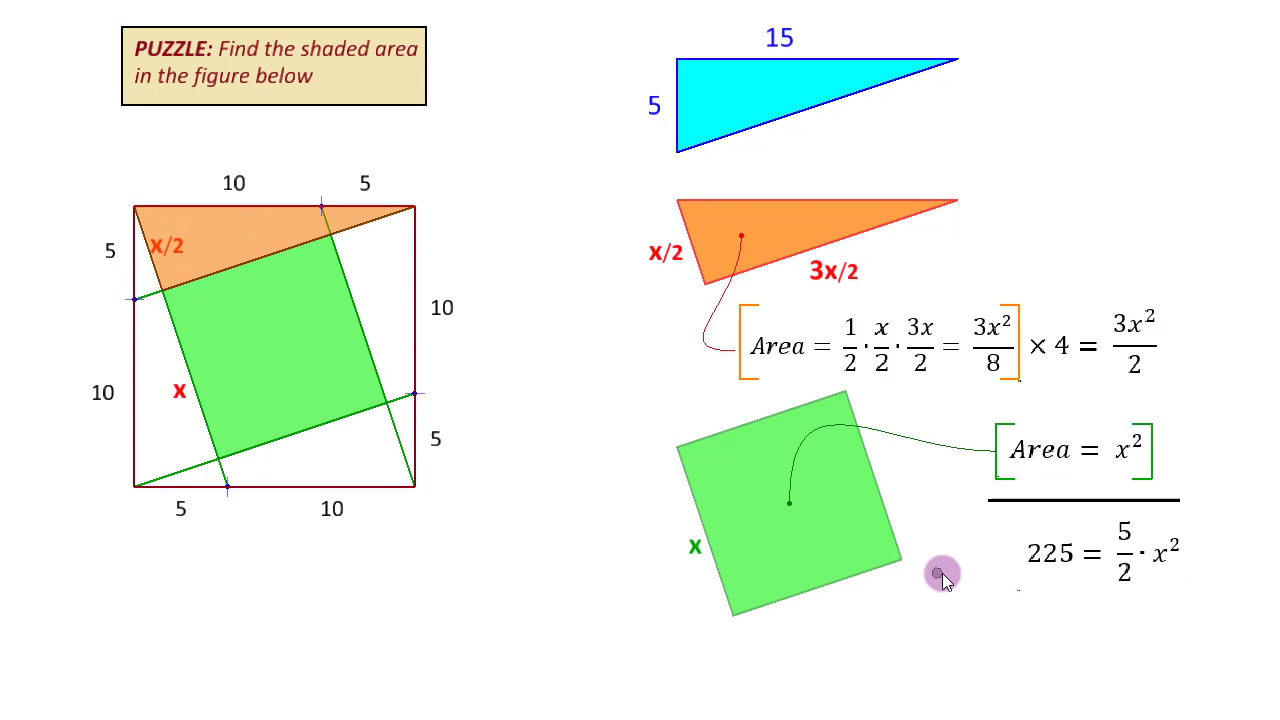 PUZZLE: Find the shaded area
in the figure below
10 5
5
x/2
10
x
10
5
5 10
15
5
x/2
3x/2
Area = 1/2 · x/2 · 3x/2 = 3x²/8 × 4 = 3x²/2
Area = x²
x
225 = 5/2 · x²